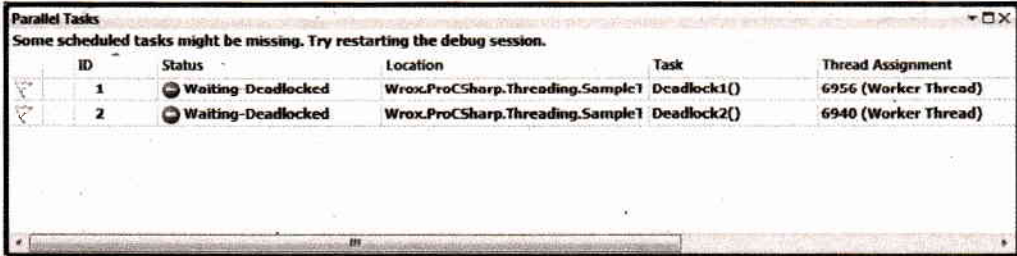 Parallel Tasks
Some scheduled tasks might be missing. Try restarting the debug session.
ID Status Location Task Thread Assignment
1 Waiting-Deadlocked Wrox.ProCSharp.Threading.SampleT Deadlock1() 6956 (Worker Thread)
2 Waiting-Deadlocked Wrox.ProCSharp.Threading.SampleT Deadlock2() 6940 (Worker Thread)